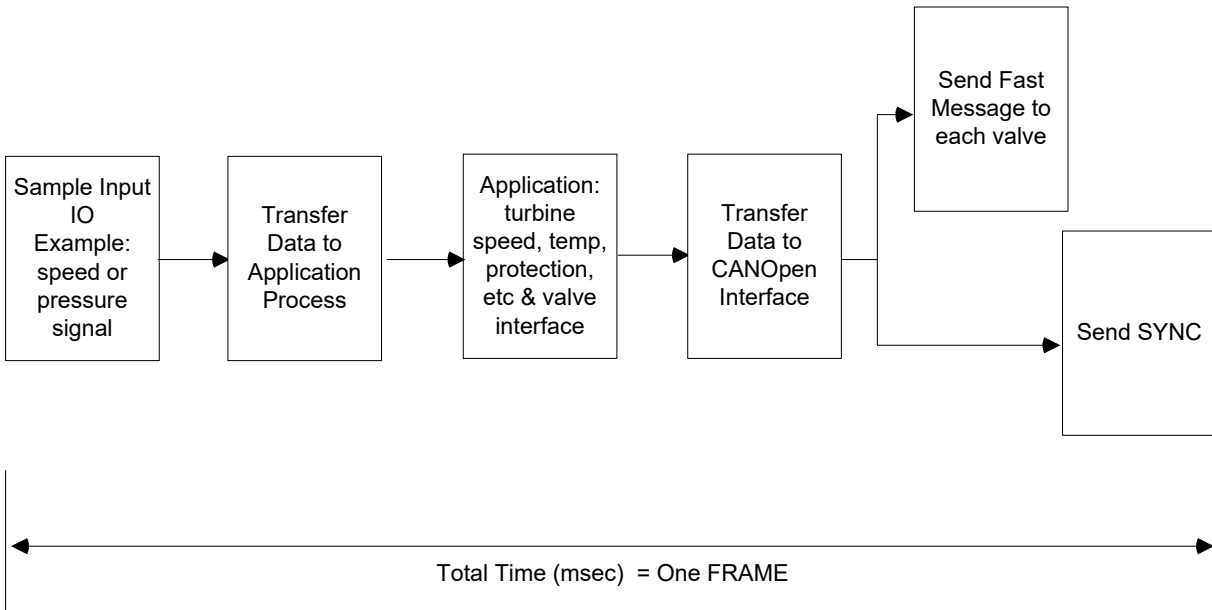 Sample Input
IO
Example:
speed or
pressure
signal
Transfer
Data to
Application
Process
Application:
turbine
speed, temp,
protection,
etc & valve
interface
Transfer
Data to
CANOpen
Interface
Send Fast
Message to
each valve
Send SYNC
Total Time (msec)  = One FRAME